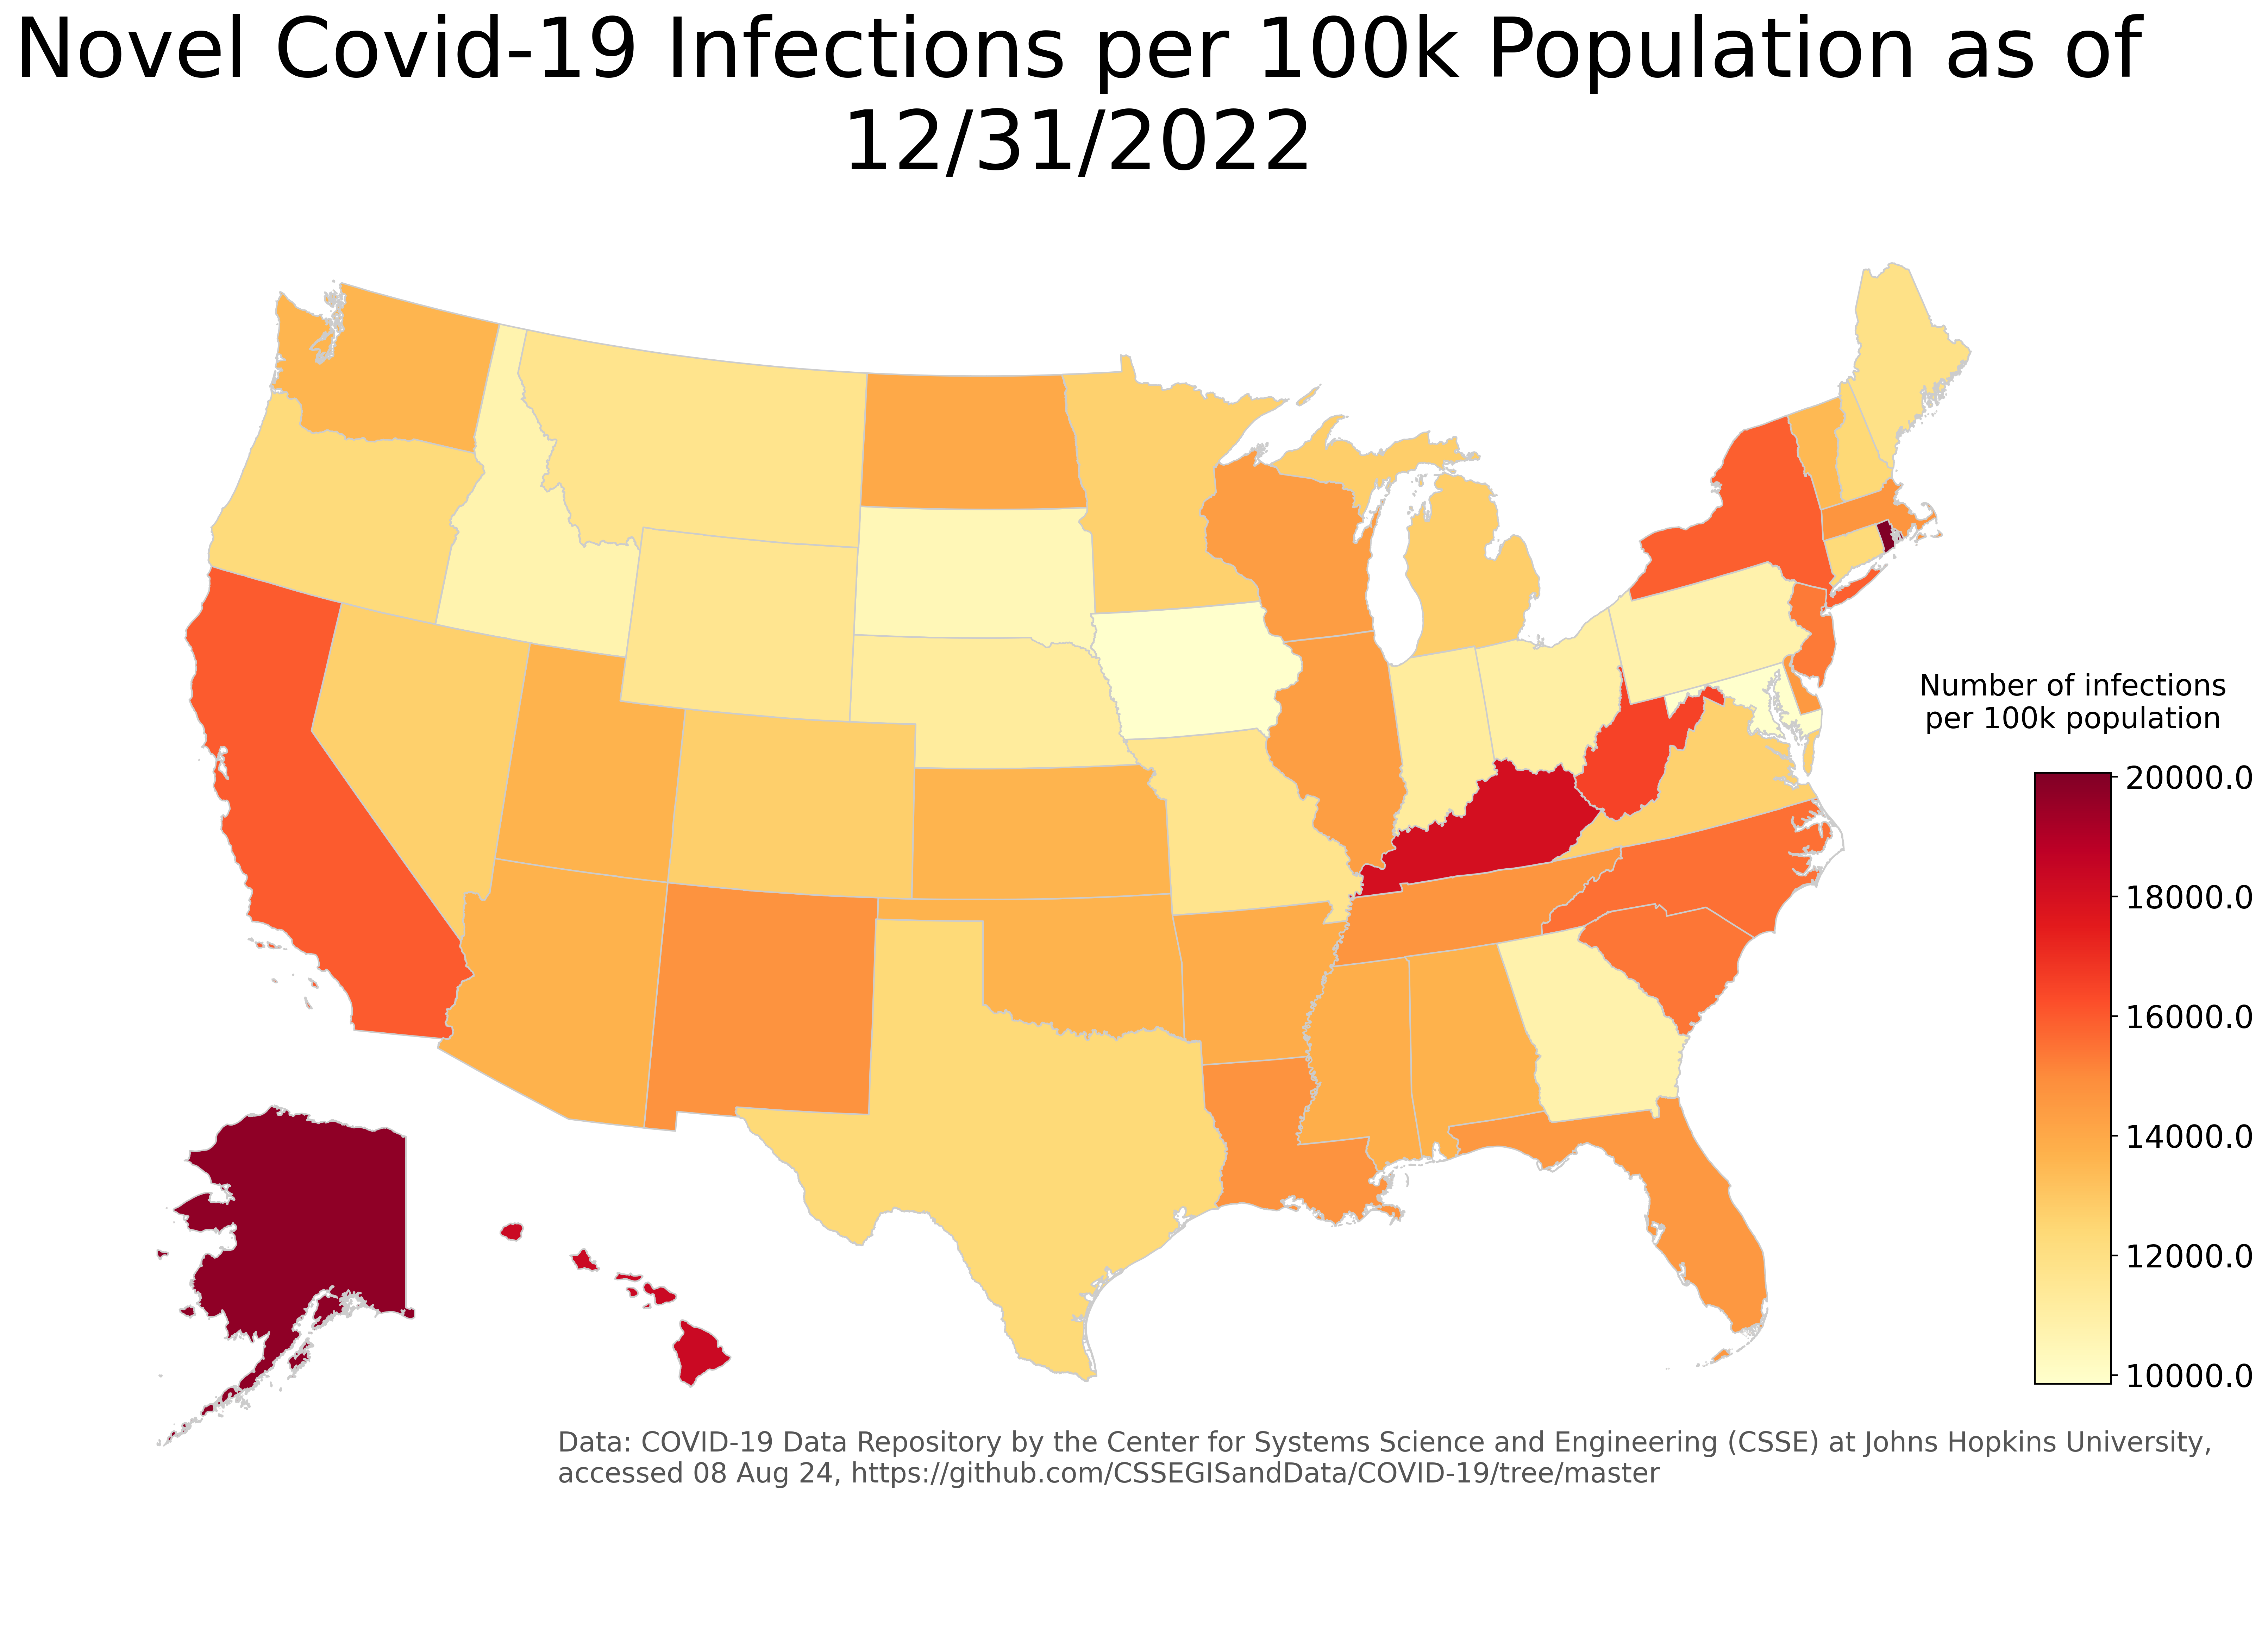 Novel Covid-19 Infections per 100k Population as of
12/31/2022
Number of infections
per 100k population
20000.0
18000.0
16000.0
14000.0
12000.0
10000.0
Data: COVID-19 Data Repository by the Center for Systems Science and Engineering (CSSE) at Johns Hopkins University,
accessed 08 Aug 24, https://github.com/CSSEGISandData/COVID-19/tree/master